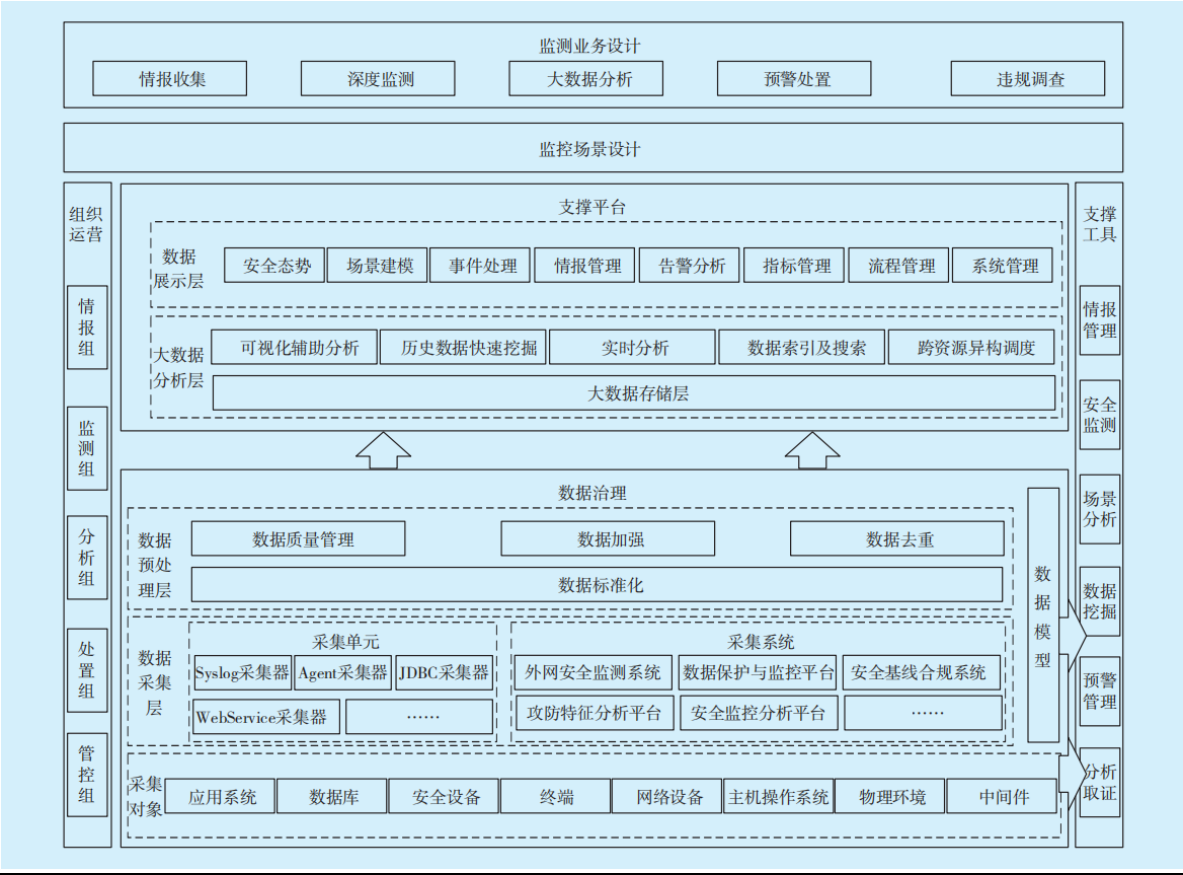 监测业务设计
情报收集
深度监测
大数据分析
预警处置
违规调查
监控场景设计
组织
运营
情
报
组
监
测
组
分
析
组
处
置
组
管
控
组
支撑平台
数据
展示层
安全态势
场景建模
事件处理
情报管理
告警分析
指标管理
流程管理
系统管理
大数据
分析层
可视化辅助分析
历史数据快速挖掘
实时分析
数据索引及搜索
跨资源异构调度
大数据存储层
数据治理
数据
预处
理层
数据质量管理
数据加强
数据去重
数据标准化
数据
采集
层
采集单元
Syslog采集器
Agent采集器
JDBC采集器
WebService采集器
……
采集系统
外网安全监测系统
数据保护与监控平台
安全基线合规系统
攻防特征分析平台
安全监控分析平台
……
数
据
模
型
采集
对象
应用系统
数据库
安全设备
终端
网络设备
主机操作系统
物理环境
中间件
支撑
工具
情报
管理
安全
监测
场景
分析
数据
挖掘
预警
管理
分析
取证